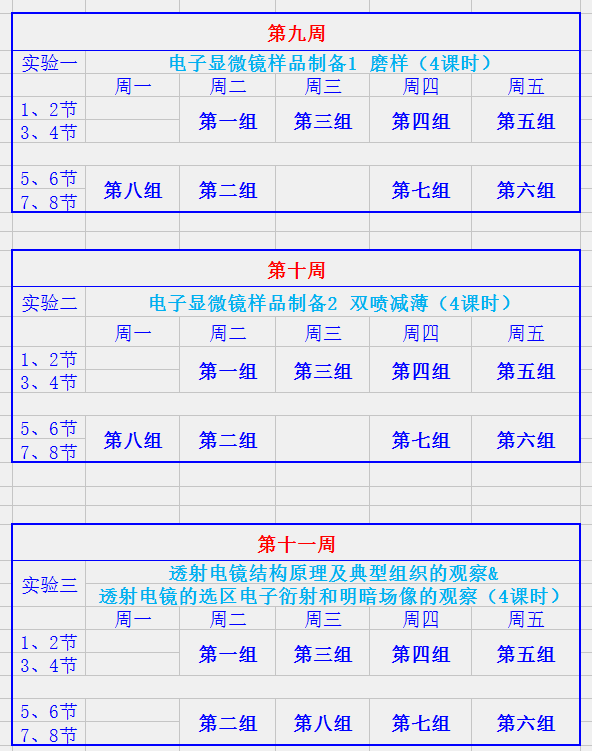 第九周
实验一 电子显微镜样品制备1 磨样（4课时）
周一 周二 周三 周四 周五
1、2节
第一组 第三组 第四组 第五组
3、4节
5、6节
第八组 第二组 第七组 第六组
7、8节
第十周
实验二 电子显微镜样品制备2 双喷减薄（4课时）
周一 周二 周三 周四 周五
1、2节
第一组 第三组 第四组 第五组
3、4节
5、6节
第八组 第二组 第七组 第六组
7、8节
第十一周
实验三
透射电镜结构原理及典型组织的观察&
透射电镜的选区电子衍射和明暗场像的观察（4课时）
周一 周二 周三 周四 周五
1、2节
第一组 第三组 第四组 第五组
3、4节
5、6节
第二组 第八组 第七组 第六组
7、8节